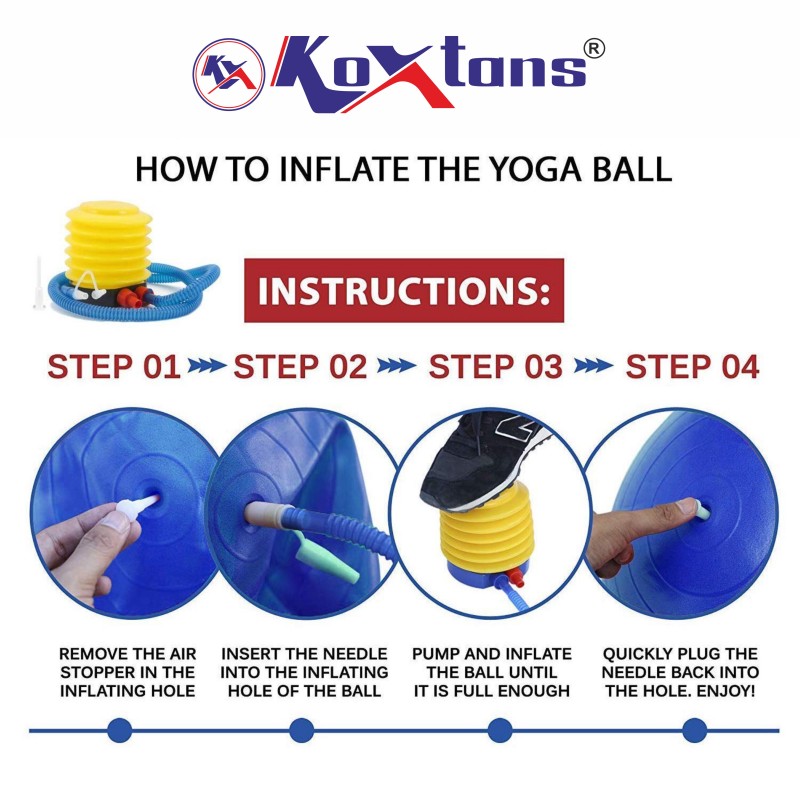 KX Koxtans®
HOW TO INFLATE THE YOGA BALL
INSTRUCTIONS:
STEP 01
STEP 02
STEP 03
STEP 04
REMOVE THE AIR
STOPPER IN THE
INFLATING HOLE
INSERT THE NEEDLE
INTO THE INFLATING
HOLE OF THE BALL
PUMP AND INFLATE
THE BALL UNTIL
IT IS FULL ENOUGH
QUICKLY PLUG THE
NEEDLE BACK INTO
THE HOLE. ENJOY!